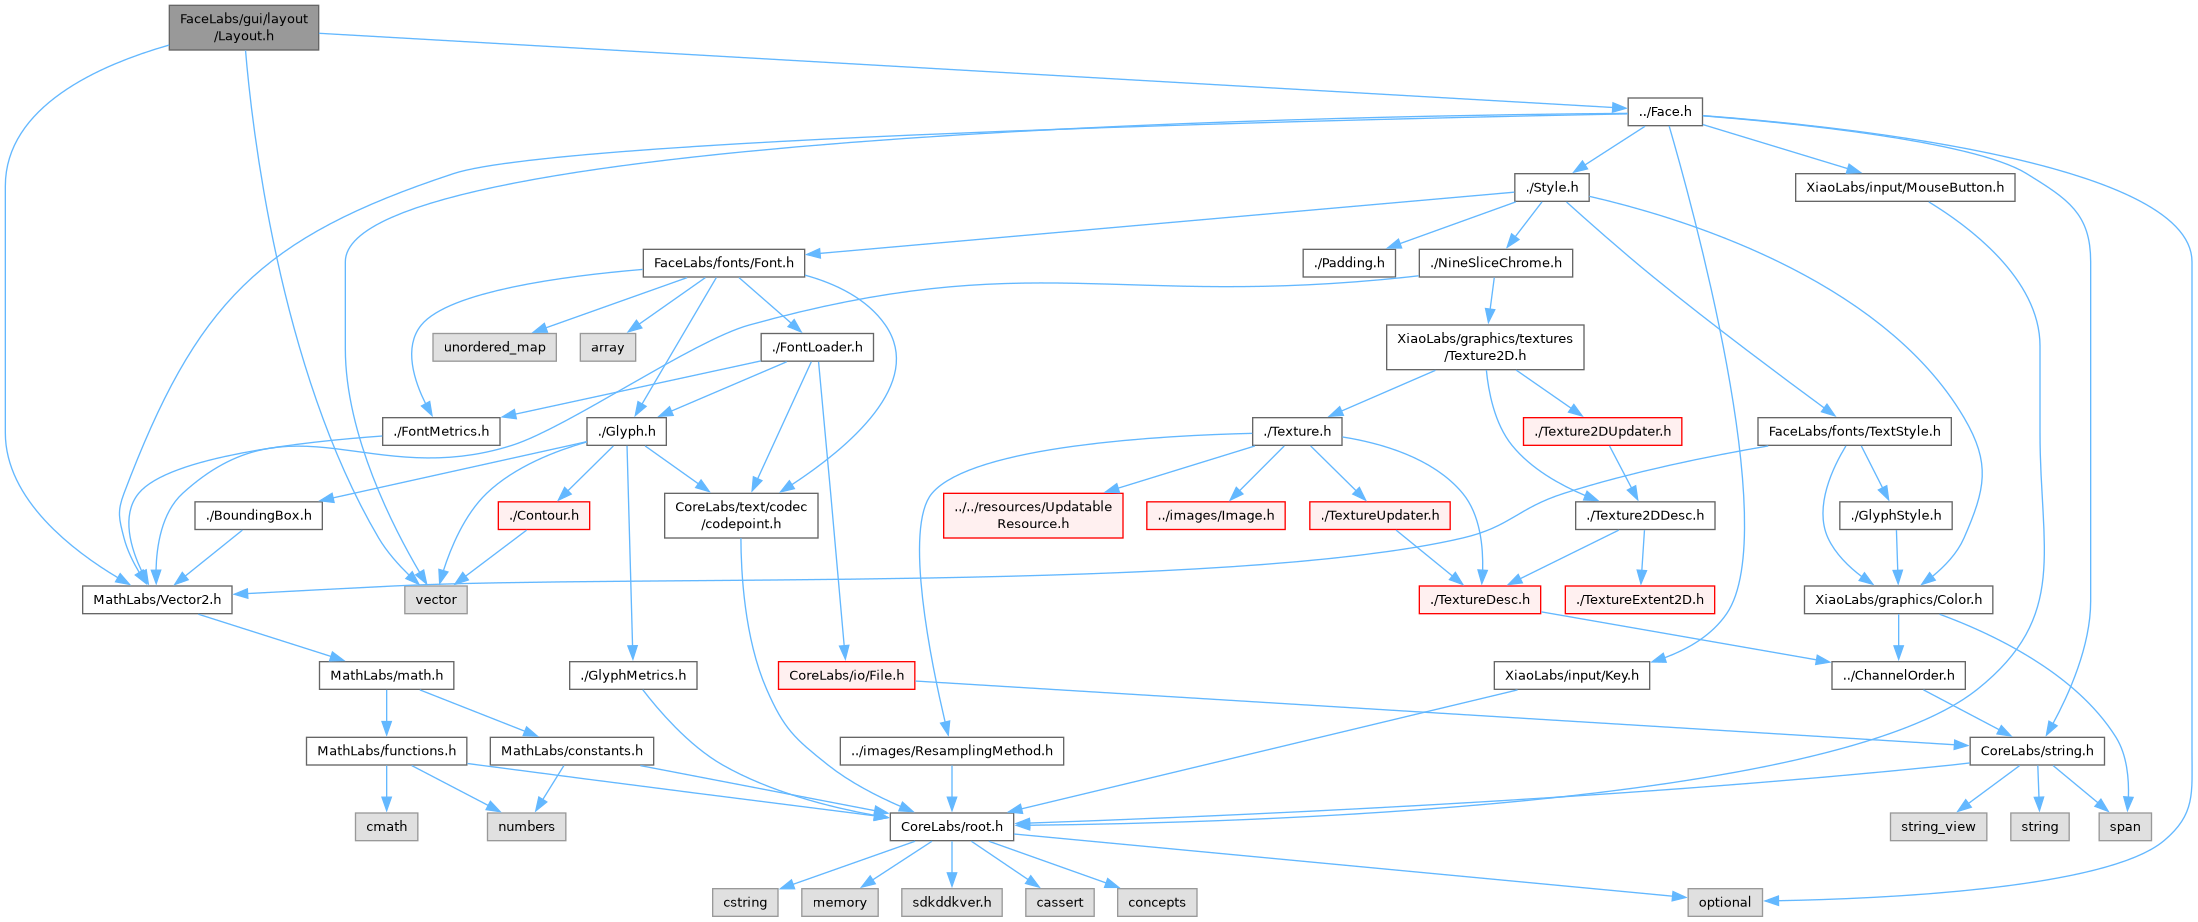 FaceLabs/gui/layout
/Layout.h
../Face.h
./Style.h
XiaoLabs/input/MouseButton.h
FaceLabs/fonts/Font.h
./Padding.h
./NineSliceChrome.h
unordered_map
array
./FontLoader.h
XiaoLabs/graphics/textures
/Texture2D.h
./FontMetrics.h
./Glyph.h
./Texture.h
./Texture2DUpdater.h
FaceLabs/fonts/TextStyle.h
./BoundingBox.h
./Contour.h
CoreLabs/text/codec
/codepoint.h
../../resources/Updatable
Resource.h
../images/Image.h
./TextureUpdater.h
./Texture2DDesc.h
./GlyphStyle.h
MathLabs/Vector2.h
vector
./TextureDesc.h
./TextureExtent2D.h
XiaoLabs/graphics/Color.h
MathLabs/math.h
./GlyphMetrics.h
CoreLabs/io/File.h
XiaoLabs/input/Key.h
../ChannelOrder.h
MathLabs/functions.h
MathLabs/constants.h
../images/ResamplingMethod.h
CoreLabs/string.h
cmath
numbers
CoreLabs/root.h
string_view
string
span
cstring
memory
sdkddkver.h
cassert
concepts
optional